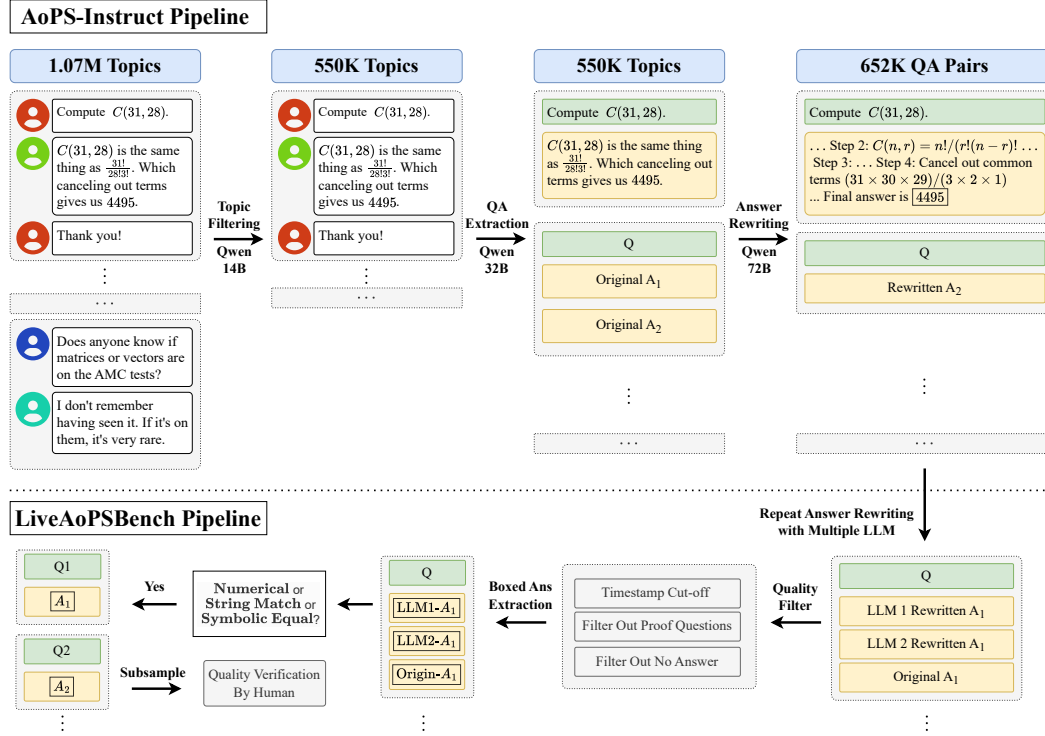 AoPS-Instruct Pipeline
1.07M Topics
Compute C(31, 28).
C(31, 28) is the same
thing as 31!/28!3!. Which
canceling out terms
gives us 4495.
Thank you!
⋮
...
Does anyone know if
matrices or vectors are
on the AMC tests?
I don't remember
having seen it. If it's on
them, it's very rare.
Topic
Filtering
Qwen
14B
550K Topics
Compute C(31, 28).
C(31, 28) is the same
thing as 31!/28!3!. Which
canceling out terms
gives us 4495.
Thank you!
⋮
...
QA
Extraction
Qwen
32B
550K Topics
Compute C(31, 28).
C(31, 28) is the same thing
as 31!/28!3!. Which canceling out
terms gives us 4495.
Q
Original A₁
Original A₂
⋮
...
Answer
Rewriting
Qwen
72B
652K QA Pairs
Compute C(31, 28).
... Step 2: C(n, r) = n!/(r!(n − r)! ...
Step 3: ... Step 4: Cancel out common
terms (31 × 30 × 29)/(3 × 2 × 1)
... Final answer is 4495
Q
Rewritten A₂
⋮
...
LiveAoPSBench Pipeline
Repeat Answer Rewriting
with Multiple LLM
Q
LLM 1 Rewritten A₁
LLM 2 Rewritten A₁
Original A₁
⋮
Quality
Filter
Timestamp Cut-off
Filter Out Proof Questions
Filter Out No Answer
Boxed Ans
Extraction
Q
LLM1-A₁
LLM2-A₁
Origin-A₁
⋮
Numerical or
String Match or
Symbolic Equal?
Yes
Q1
A₁
Q2
A₂
⋮
Subsample
Quality Verification
By Human